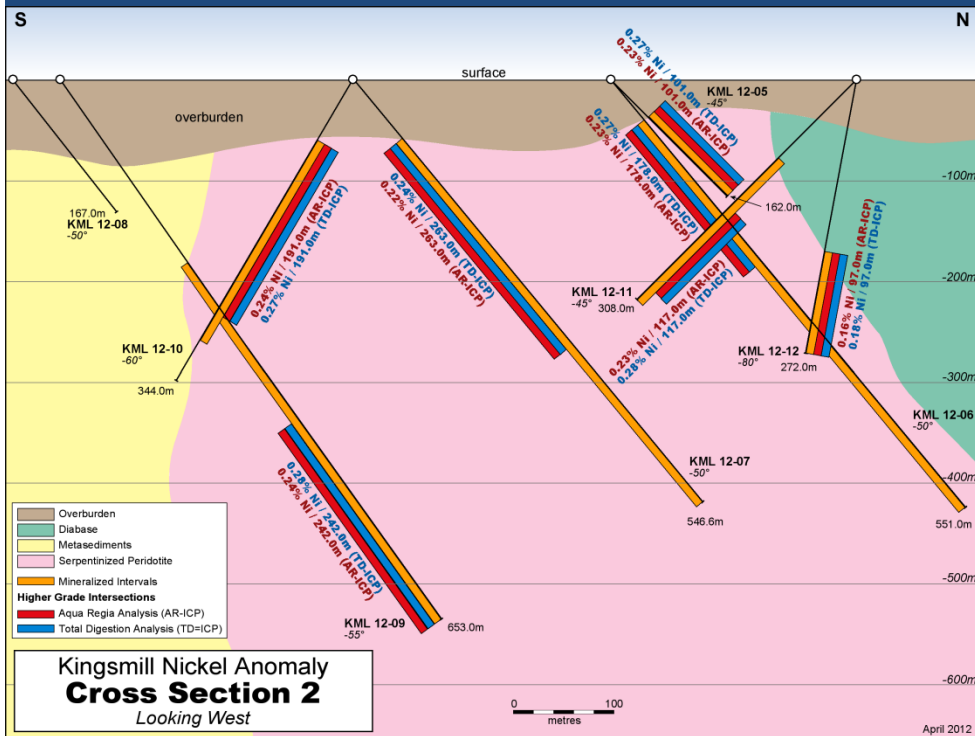 S
N
surface
overburden
0.27% Ni / 101.0m (TD-ICP)
0.23% Ni / 101.0m (AR-ICP)
KML 12-05
-45°
162.0m
0.27% Ni / 178.0m (TD-ICP)
0.23% Ni / 178.0m (AR-ICP)
-100m
167.0m
KML 12-08
-50°
0.24% Ni / 191.0m (AR-ICP)
0.27% Ni / 191.0m (TD-ICP)
0.24% Ni / 263.0m (TD-ICP)
0.22% Ni / 263.0m (AR-ICP)
-200m
KML 12-11
-45°
308.0m
0.23% Ni / 117.0m (AR-ICP)
0.28% Ni / 117.0m (TD-ICP)
0.16% Ni / 97.0m (AR-ICP)
0.18% Ni / 97.0m (TD-ICP)
KML 12-10
-60°
344.0m
KML 12-12
-80°
272.0m
-300m
KML 12-06
-50°
551.0m
KML 12-07
-50°
546.6m
-400m
0.28% Ni / 242.0m (TD-ICP)
0.24% Ni / 242.0m (AR-ICP)
KML 12-09
-55°
653.0m
-500m
-600m
Overburden
Diabase
Metasediments
Serpentinized Peridotite
Mineralized Intervals
Higher Grade Intersections
Aqua Regia Analysis (AR-ICP)
Total Digestion Analysis (TD=ICP)
Kingsmill Nickel Anomaly
Cross Section 2
Looking West
0 100
metres
April 2012